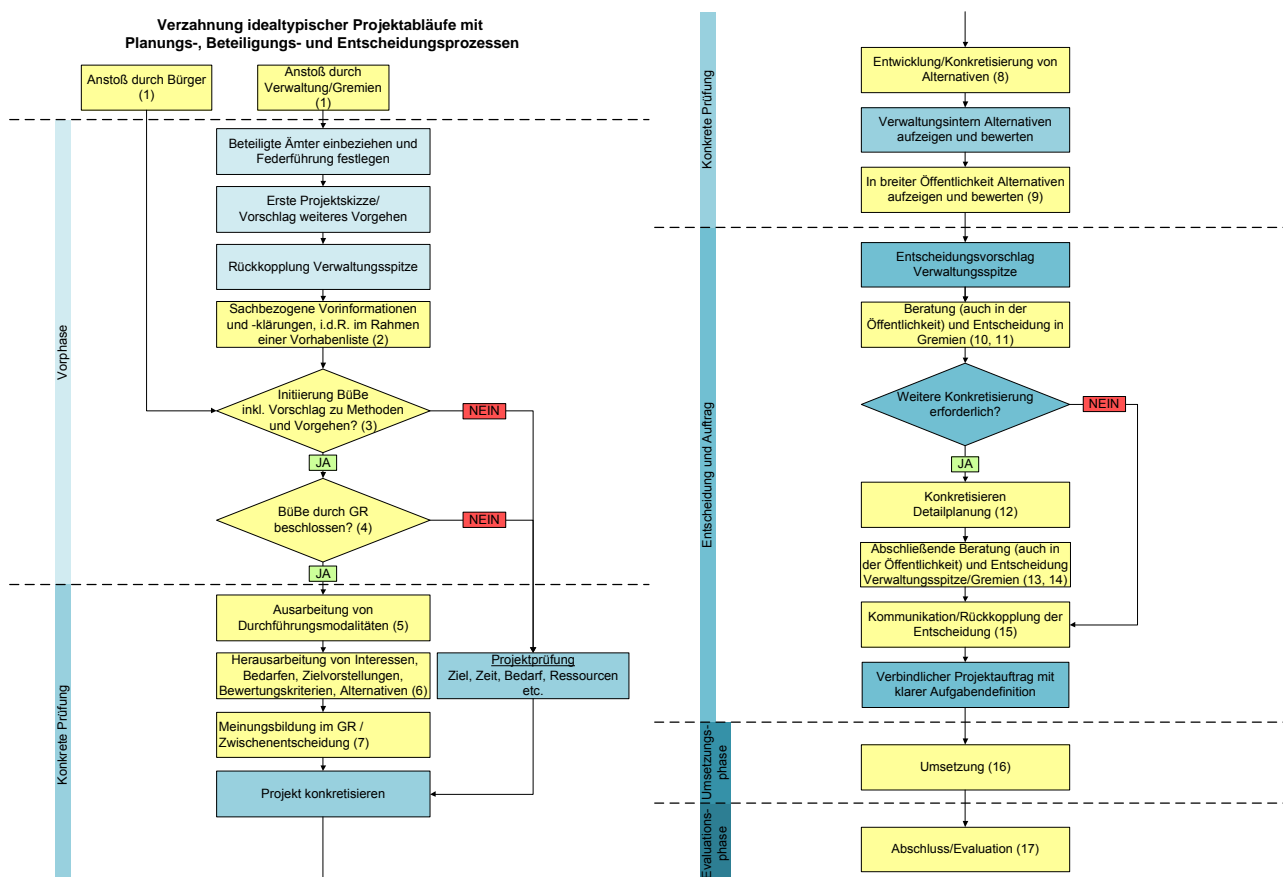 Verzahnung idealtypischer Projektabläufe mit
Planungs-, Beteiligungs- und Entscheidungsprozessen
Anstoß durch Bürger
(1)
Anstoß durch
Verwaltung/Gremien
(1)
Vorphase
Beteiligte Ämter einbeziehen und
Federführung festlegen
Erste Projektskizze/
Vorschlag weiteres Vorgehen
Rückkopplung Verwaltungsspitze
Sachbezogene Vorinformationen
und -klärungen, i.d.R. im Rahmen
einer Vorhabenliste (2)
Initiierung BüBe
inkl. Vorschlag zu Methoden
und Vorgehen? (3)
NEIN
JA
BüBe durch GR
beschlossen? (4)
NEIN
JA
Konkrete Prüfung
Ausarbeitung von
Durchführungsmodalitäten (5)
Herausarbeitung von Interessen,
Bedarfen, Zielvorstellungen,
Bewertungskriterien, Alternativen (6)
Projektprüfung
Ziel, Zeit, Bedarf, Ressourcen
etc.
Meinungsbildung im GR /
Zwischenentscheidung (7)
Projekt konkretisieren
Konkrete Prüfung
Entwicklung/Konkretisierung von
Alternativen (8)
Verwaltungsintern Alternativen
aufzeigen und bewerten
In breiter Öffentlichkeit Alternativen
aufzeigen und bewerten (9)
Entscheidung und Auftrag
Entscheidungsvorschlag
Verwaltungsspitze
Beratung (auch in der
Öffentlichkeit) und Entscheidung in
Gremien (10, 11)
Weitere Konkretisierung
erforderlich?
NEIN
JA
Konkretisieren
Detailplanung (12)
Abschließende Beratung (auch in
der Öffentlichkeit) und Entscheidung
Verwaltungsspitze/Gremien (13, 14)
Kommunikation/Rückkopplung der
Entscheidung (15)
Verbindlicher Projektauftrag mit
klarer Aufgabendefinition
Umsetzungs-
phase
Umsetzung (16)
Evaluations-
phase
Abschluss/Evaluation (17)